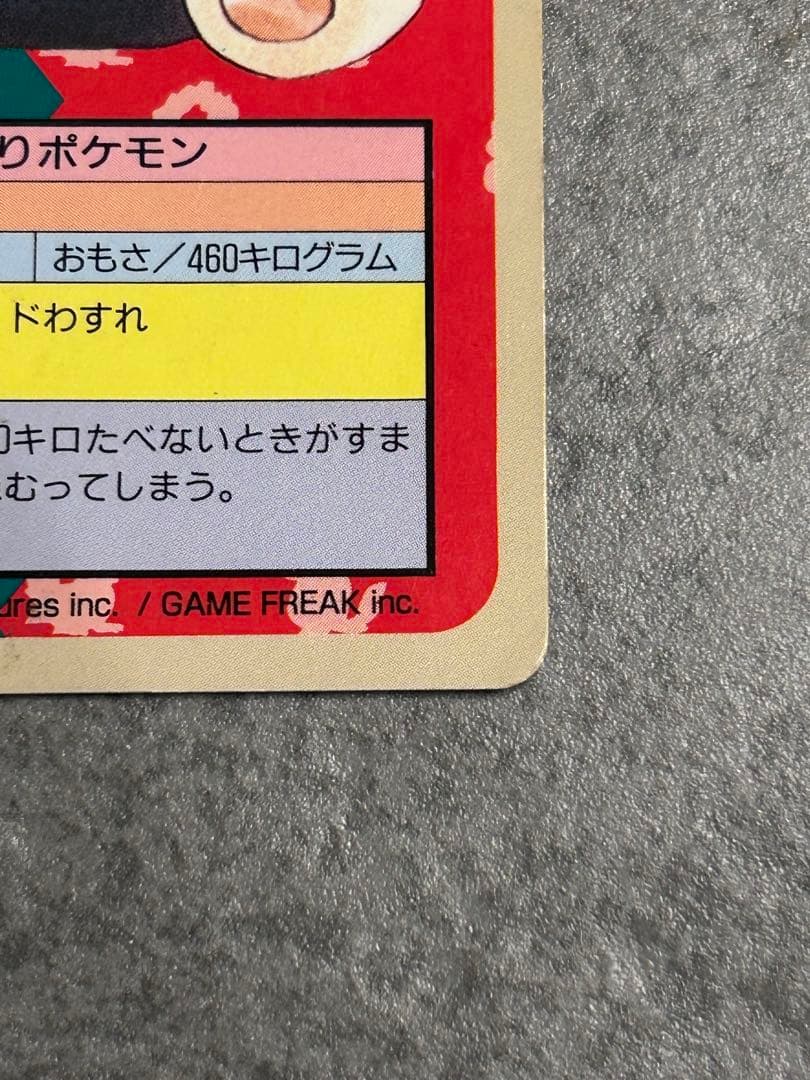 りポケモン
おもさ／460キログラム
ドわすれ
0キロたべないときがすま
むってしまう。
ures inc. / GAME FREAK inc.